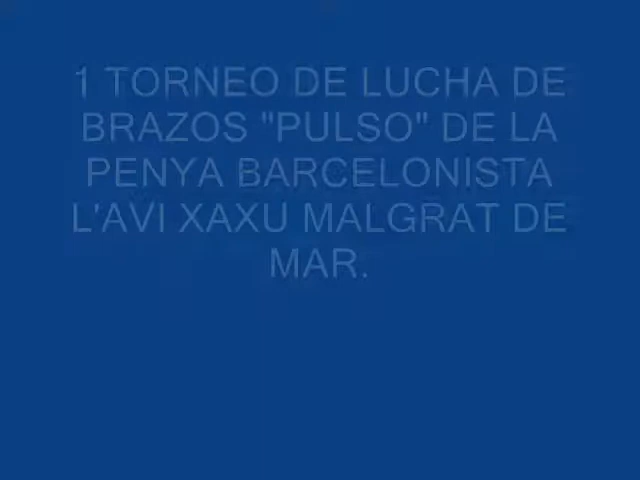 1 TORNEO DE LUCHA DE
BRAZOS "PULSO" DE LA
PENYA BARCELONISTA
L'AVI XAXU MALGRAT DE
MAR.